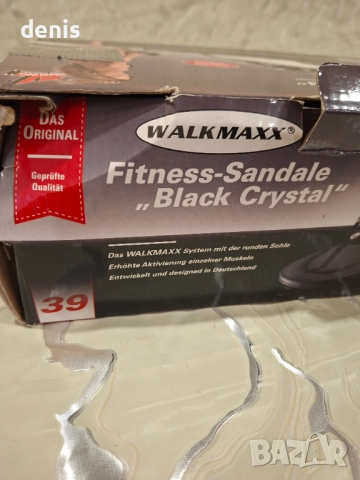 denis
DAS
ORIGINAL
Geprüfte
Qualität
WALKMAXX®
Fitness-Sandale
„Black Crystal"
Das WALKMAXX System mit der runden Sohle
Erhöhte Aktivierung einzelner Muskeln
Entwickelt und designed in Deutschland
39
BAZAR